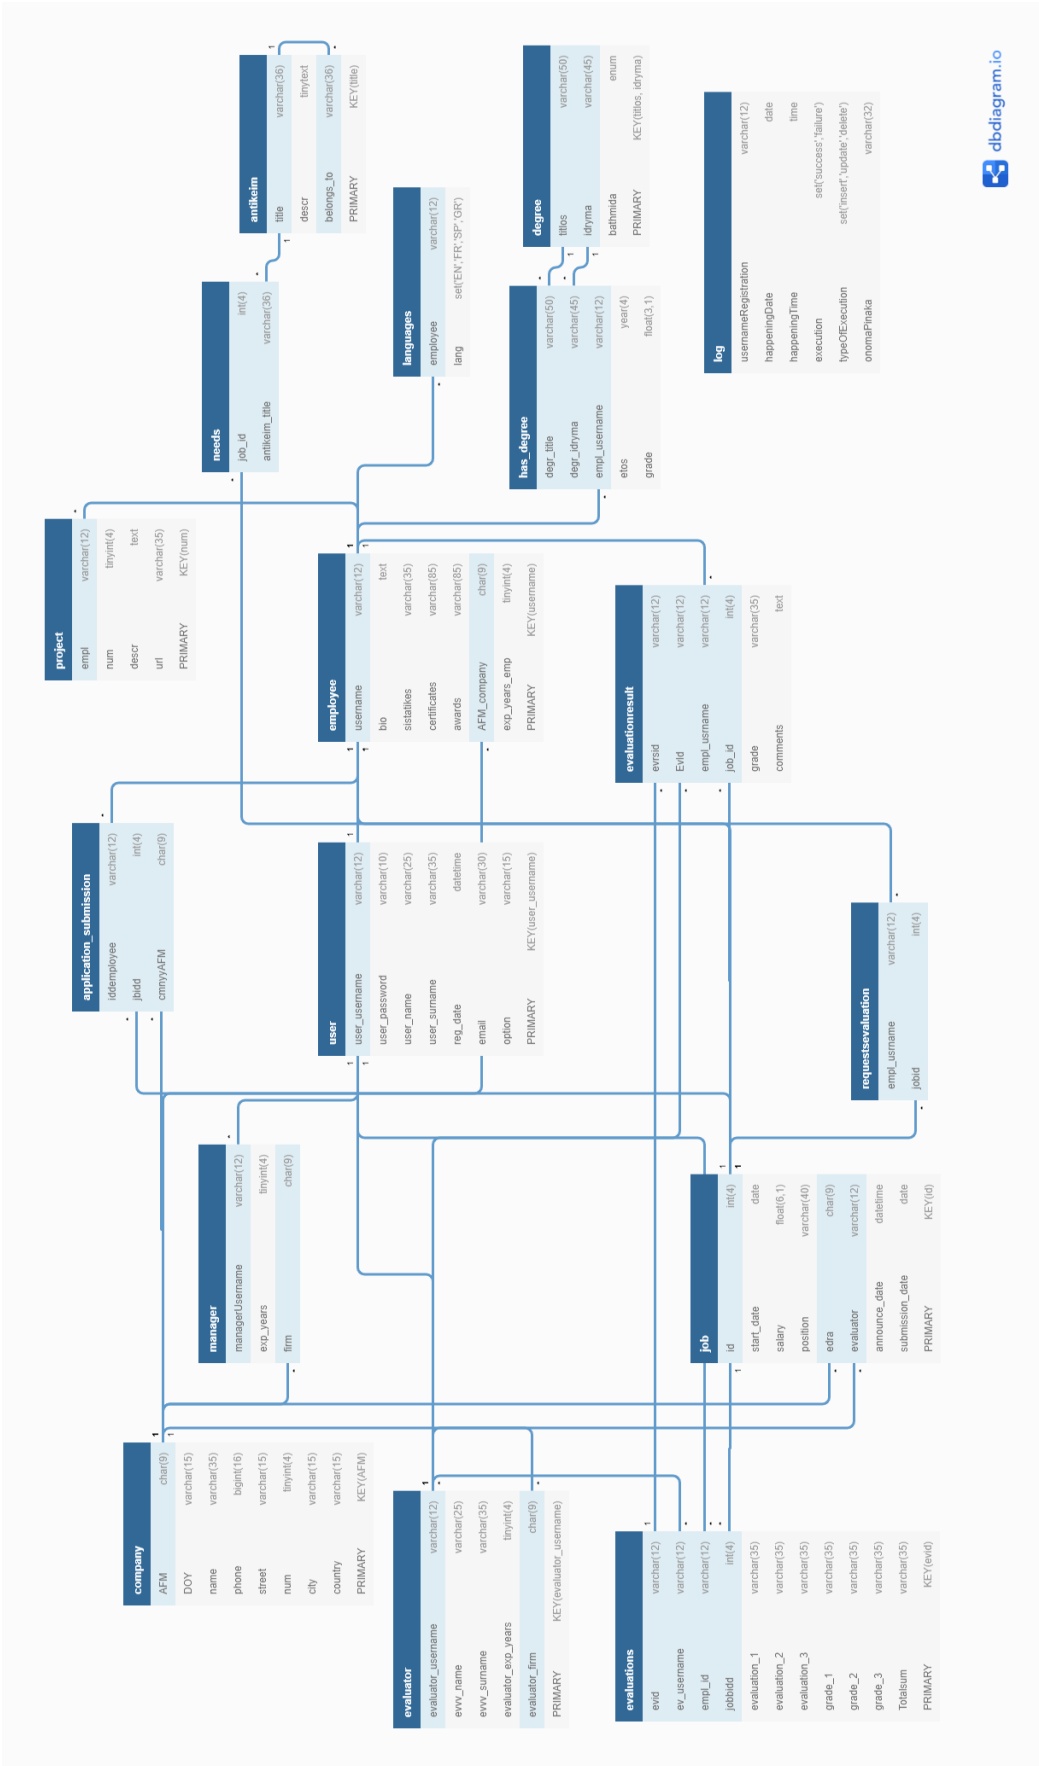 antikeim
title varchar(36)
descr tinytext
belongs_to varchar(36)
PRIMARY KEY(title)
degree
titlos varchar(50)
idryma varchar(45)
bathmida enum
PRIMARY KEY(titlos, idryma)
log
usernameRegistration varchar(12)
happeningDate date
happeningTime time
execution set('success','failure')
typeOfExecution set('insert','update','delete')
onomaPinaka varchar(32)
dbdiagram.io
needs
job_id int(4)
antikeim_title varchar(36)
languages
employee varchar(12)
lang set('EN','FR','SP','GR')
has_degree
degr_title varchar(50)
degr_idryma varchar(45)
empl_username varchar(12)
etos year(4)
grade float(3,1)
project
empl varchar(12)
num tinyint(4)
descr text
url varchar(35)
PRIMARY KEY(num)
employee
username varchar(12)
bio text
sistatikes varchar(35)
certificates varchar(85)
awards varchar(85)
AFM_company char(9)
exp_years_emp tinyint(4)
PRIMARY KEY(username)
evaluationresult
evrsid varchar(12)
EvId varchar(12)
empl_usrname varchar(12)
job_id int(4)
grade varchar(35)
comments text
application_submission
iddemployee varchar(12)
jbidd int(4)
cmnyyAFM char(9)
user
user_username varchar(12)
user_password varchar(10)
user_name varchar(25)
user_surname varchar(35)
reg_date datetime
email varchar(30)
option varchar(15)
PRIMARY KEY(user_username)
requestsevaluation
empl_usrname varchar(12)
jobid int(4)
manager
managerUsername varchar(12)
exp_years tinyint(4)
firm char(9)
job
id int(4)
start_date date
salary float(6,1)
position varchar(40)
edra char(9)
evaluator varchar(12)
announce_date datetime
submission_date date
PRIMARY KEY(id)
company
AFM char(9)
DOY varchar(15)
name varchar(35)
phone bigint(16)
street varchar(15)
num tinyint(4)
city varchar(15)
country varchar(15)
PRIMARY KEY(AFM)
evaluator
evaluator_username varchar(12)
evvv_name varchar(25)
evvv_surname varchar(35)
evaluator_exp_years tinyint(4)
evaluator_firm char(9)
PRIMARY KEY(evaluator_username)
evaluations
evid varchar(12)
ev_username varchar(12)
empl_id varchar(12)
jobbidd int(4)
evaluation_1 varchar(35)
evaluation_2 varchar(35)
evaluation_3 varchar(35)
grade_1 varchar(35)
grade_2 varchar(35)
grade_3 varchar(35)
Totalsum varchar(35)
PRIMARY KEY(evid)